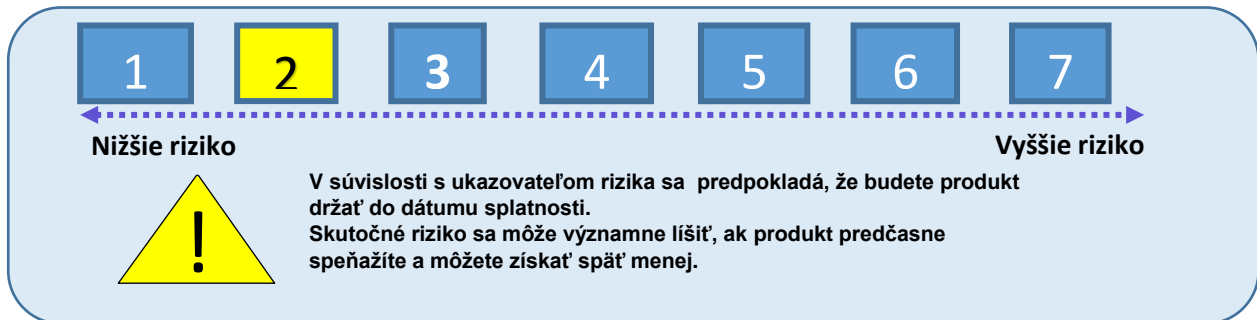 1 2 3 4 5 6 7
Nižšie riziko Vyššie riziko
!
V súvislosti s ukazovateľom rizika sa predpokladá, že budete produkt
držať do dátumu splatnosti.
Skutočné riziko sa môže významne líšiť, ak produkt predčasne
speňažíte a môžete získať späť menej.